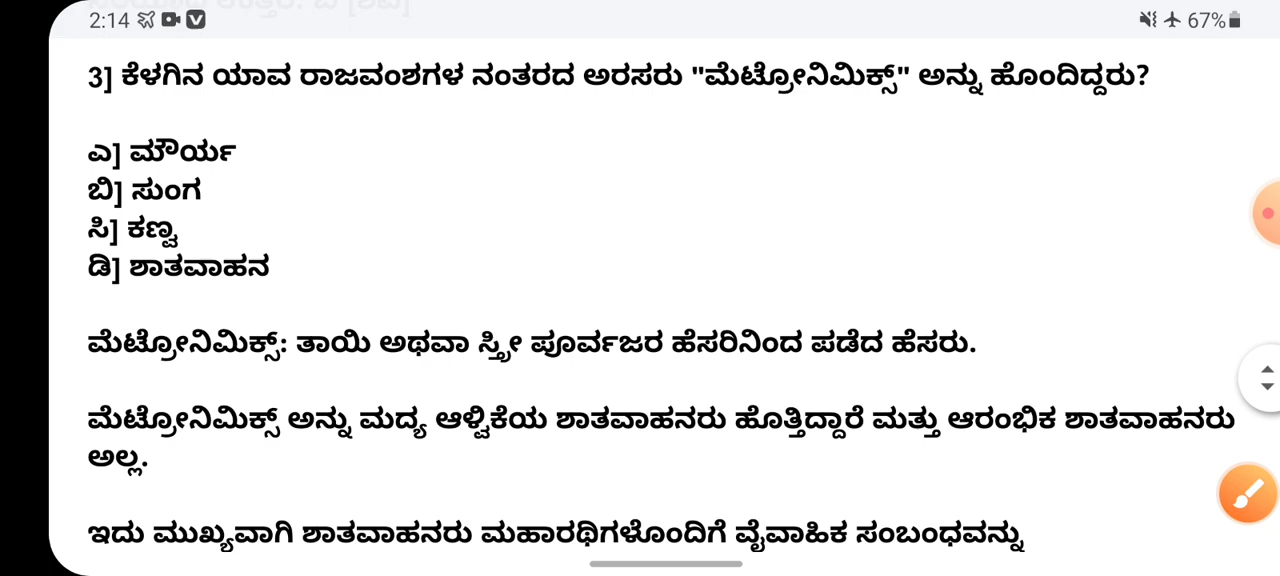 2:14 67%
3] ಕೆಳಗಿನ ಯಾವ ರಾಜವಂಶಗಳ ನಂತರದ ಅರಸರು "ಮೆಟ್ರೋನಿಮಿಕ್ಸ್" ಅನ್ನು ಹೊಂದಿದ್ದರು?
ಎ] ಮೌರ್ಯ
ಬಿ] ಸುಂಗ
ಸಿ] ಕಣ್ವ
ಡಿ] ಶಾತವಾಹನ
ಮೆಟ್ರೋನಿಮಿಕ್ಸ್: ತಾಯಿ ಅಥವಾ ಸ್ತ್ರೀ ಪೂರ್ವಜರ ಹೆಸರಿನಿಂದ ಪಡೆದ ಹೆಸರು.
ಮೆಟ್ರೋನಿಮಿಕ್ಸ್ ಅನ್ನು ಮದ್ಯ ಆಳ್ವಿಕೆಯ ಶಾತವಾಹನರು ಹೊತ್ತಿದ್ದಾರೆ ಮತ್ತು ಆರಂಭಿಕ ಶಾತವಾಹನರು
ಅಲ್ಲ.
ಇದು ಮುಖ್ಯವಾಗಿ ಶಾತವಾಹನರು ಮಹಾರಥಿಗಳೊಂದಿಗೆ ವೈವಾಹಿಕ ಸಂಬಂಧವನ್ನು